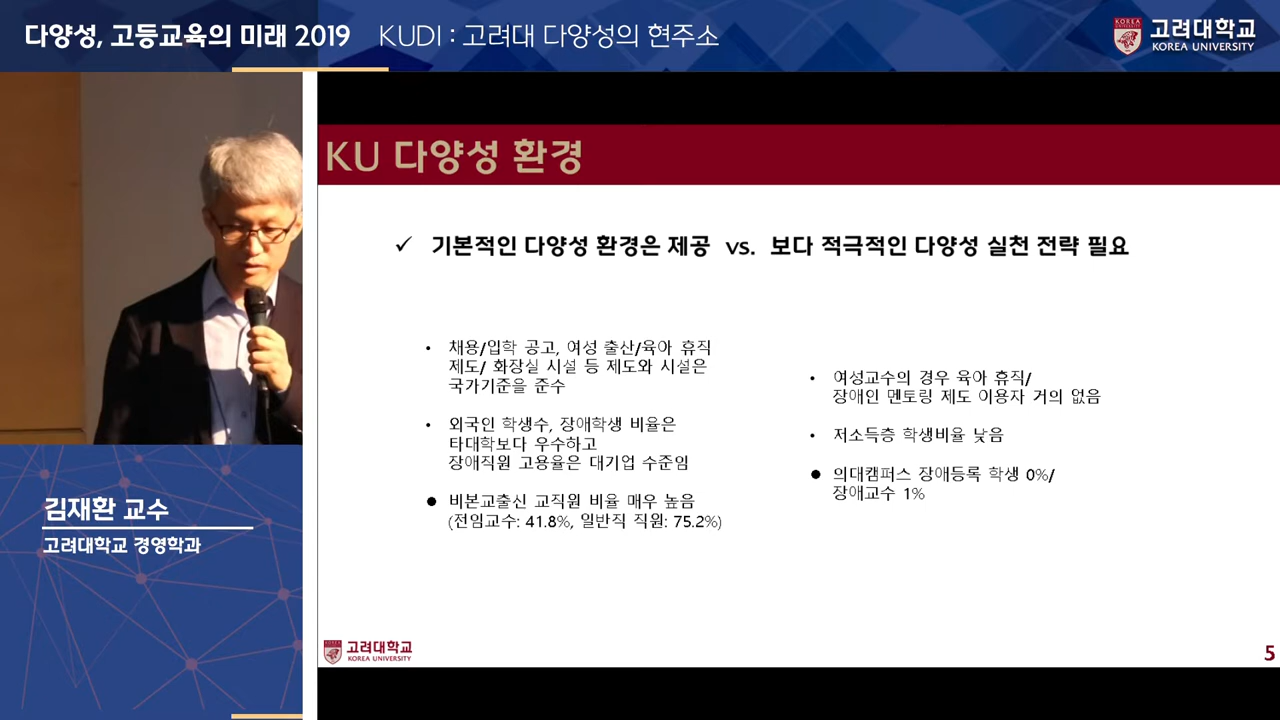 다양성, 고등교육의 미래 2019 KUDI : 고려대 다양성의 현주소
KOREA
고려대학교
KOREA UNIVERSITY
KU 다양성 환경
✓ 기본적인 다양성 환경은 제공 vs. 보다 적극적인 다양성 실천 전략 필요
• 채용/입학 공고, 여성 출산/육아 휴직
제도/ 화장실 시설 등 제도와 시설은
국가기준을 준수
• 외국인 학생수, 장애학생 비율은
타대학보다 우수하고
장애직원 고용율은 대기업 수준임
● 비본교출신 교직원 비율 매우 높음
(전임교수: 41.8%, 일반직 직원: 75.2%)
• 여성교수의 경우 육아 휴직/
장애인 멘토링 제도 이용자 거의 없음
• 저소득층 학생비율 낮음
● 의대캠퍼스 장애등록 학생 0%/
장애교수 1%
김재환 교수
고려대학교 경영학과
고려대학교
KOREA UNIVERSITY
5